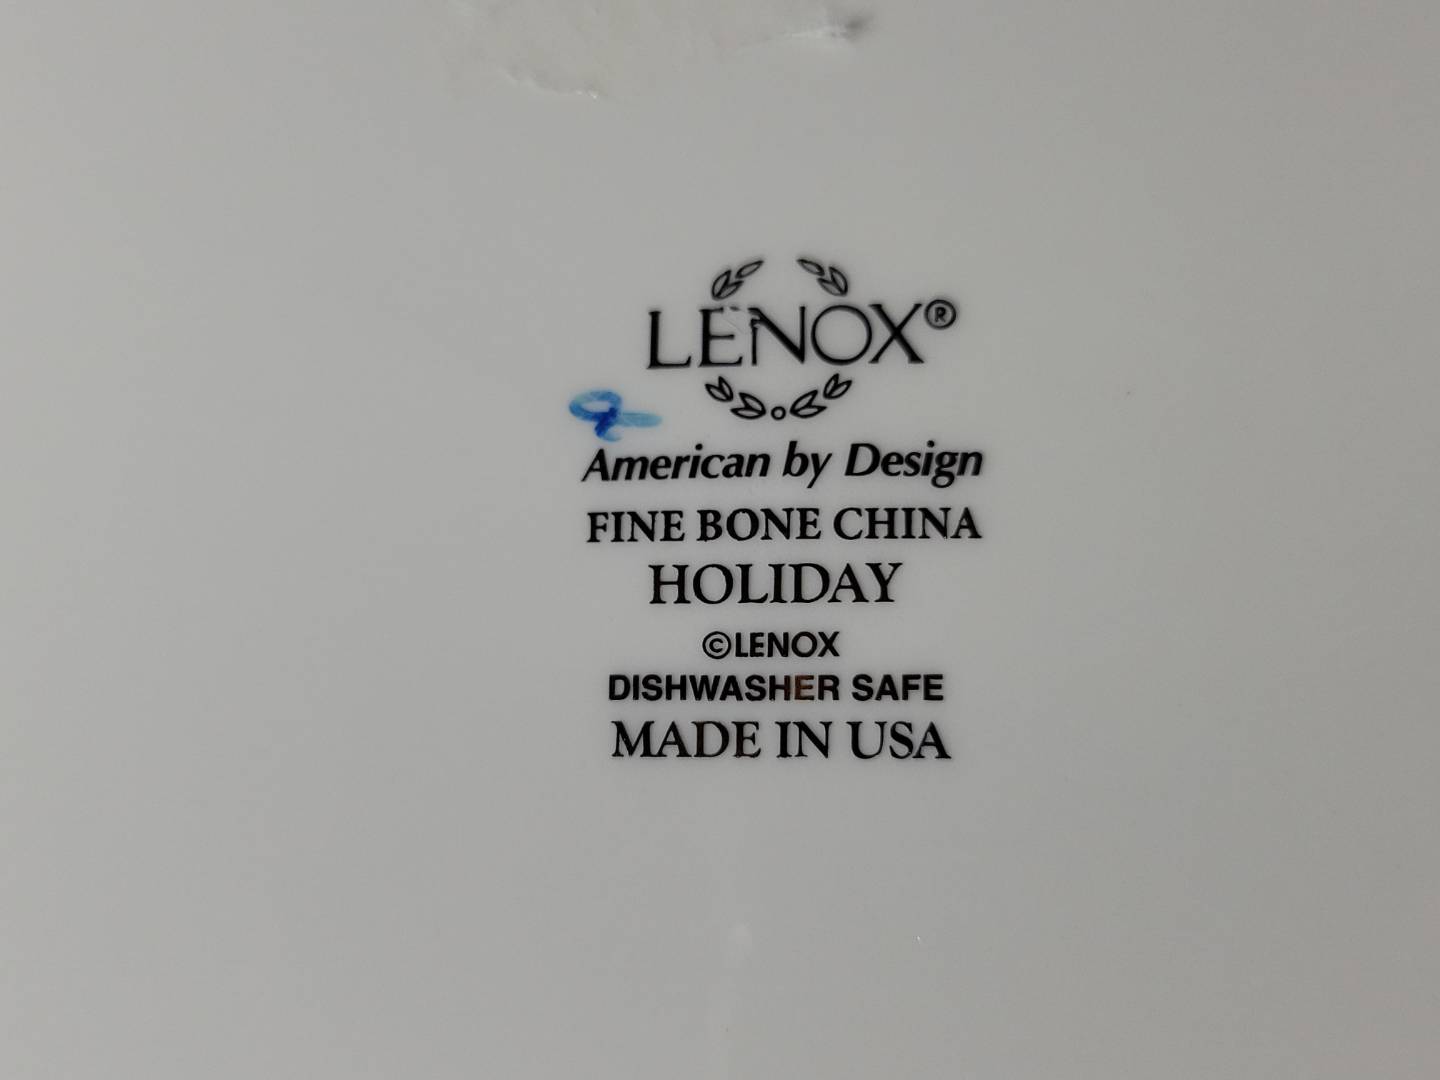 LENOX®
American by Design
FINE BONE CHINA
HOLIDAY
©LENOX
DISHWASHER SAFE
MADE IN USA